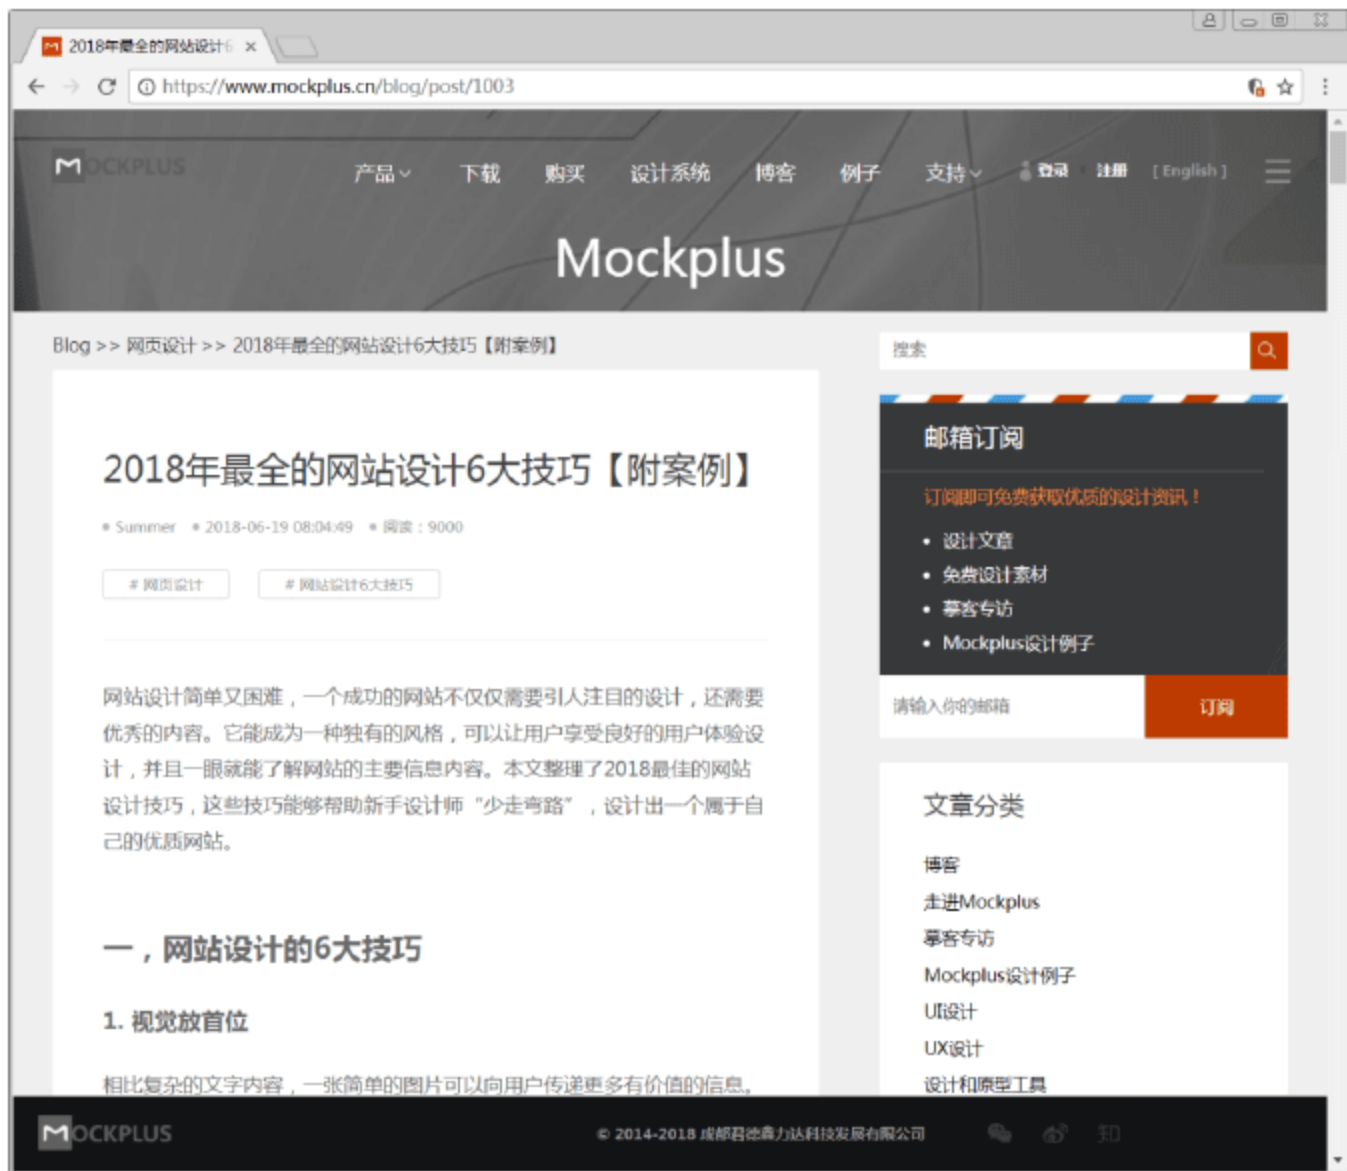 2018年最全的网站设计6
https://www.mockplus.cn/blog/post/1003
MOCKPLUS
产品 下载 购买 设计系统 博客 例子 支持 登录 注册 [ English ]
Mockplus
Blog >> 网页设计 >> 2018年最全的网站设计6大技巧【附案例】
搜索
2018年最全的网站设计6大技巧【附案例】
Summer 2018-06-19 08:04:49 阅读：9000
# 网页设计 # 网站设计6大技巧
网站设计简单又困难，一个成功的网站不仅仅需要引人注目的设计，还需要
优秀的内容。它能成为一种独有的风格，可以让用户享受良好的用户体验设
计，并且一眼就能了解网站的主要信息内容。本文整理了2018最佳的网站
设计技巧，这些技巧能够帮助新手设计师“少走弯路”，设计出一个属于自
己的优质网站。
一，网站设计的6大技巧
1. 视觉放首位
相比复杂的文字内容，一张简单的图片可以向用户传递更多有价值的信息。
邮箱订阅
订阅即可免费获取优质的设计资讯！
• 设计文章
• 免费设计素材
• 摹客专访
• Mockplus设计例子
请输入你的邮箱 订阅
文章分类
博客
走进Mockplus
摹客专访
Mockplus设计例子
UI设计
UX设计
设计和原型工具
MOCKPLUS
© 2014-2018 成都君德鑫力达科技发展有限公司
知